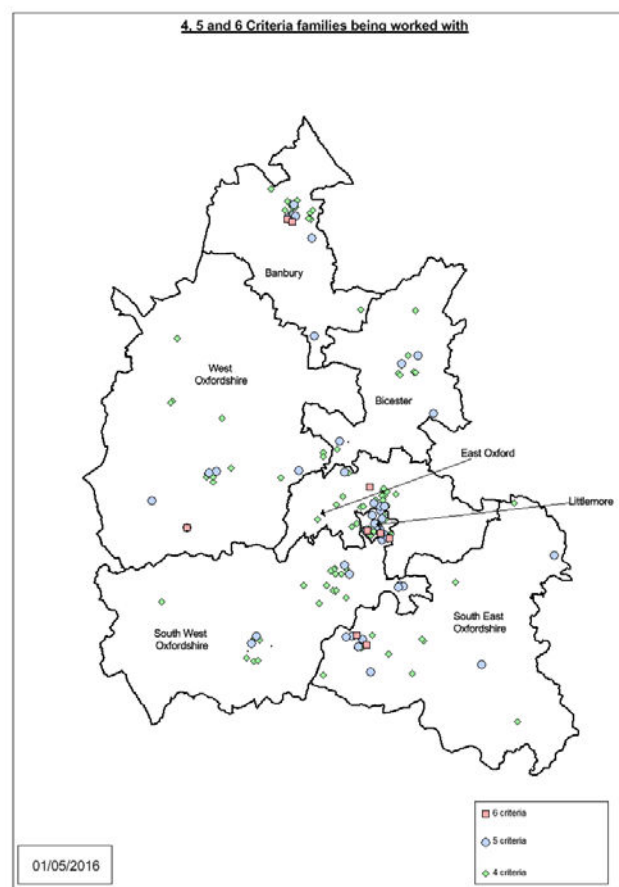 4, 5 and 6 Criteria families being worked with
Banbury
West
Oxfordshire
Bicester
East Oxford
Littlemore
South West
Oxfordshire
South East
Oxfordshire
6 criteria
5 criteria
4 criteria
01/05/2016